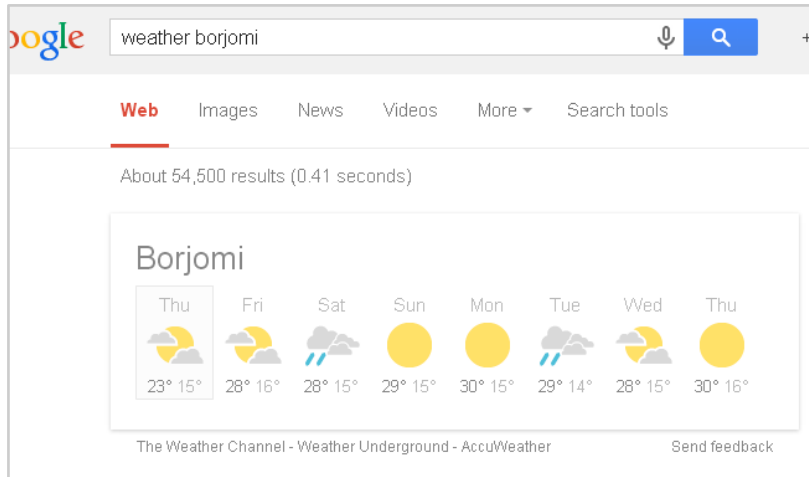 oogle weather borjomi +
Web Images News Videos More Search tools
About 54,500 results (0.41 seconds)
Borjomi
Thu Fri Sat Sun Mon Tue Wed Thu
23° 15° 28° 16° 28° 15° 29° 15° 30° 15° 29° 14° 28° 15° 30° 16°
The Weather Channel - Weather Underground - AccuWeather Send feedback